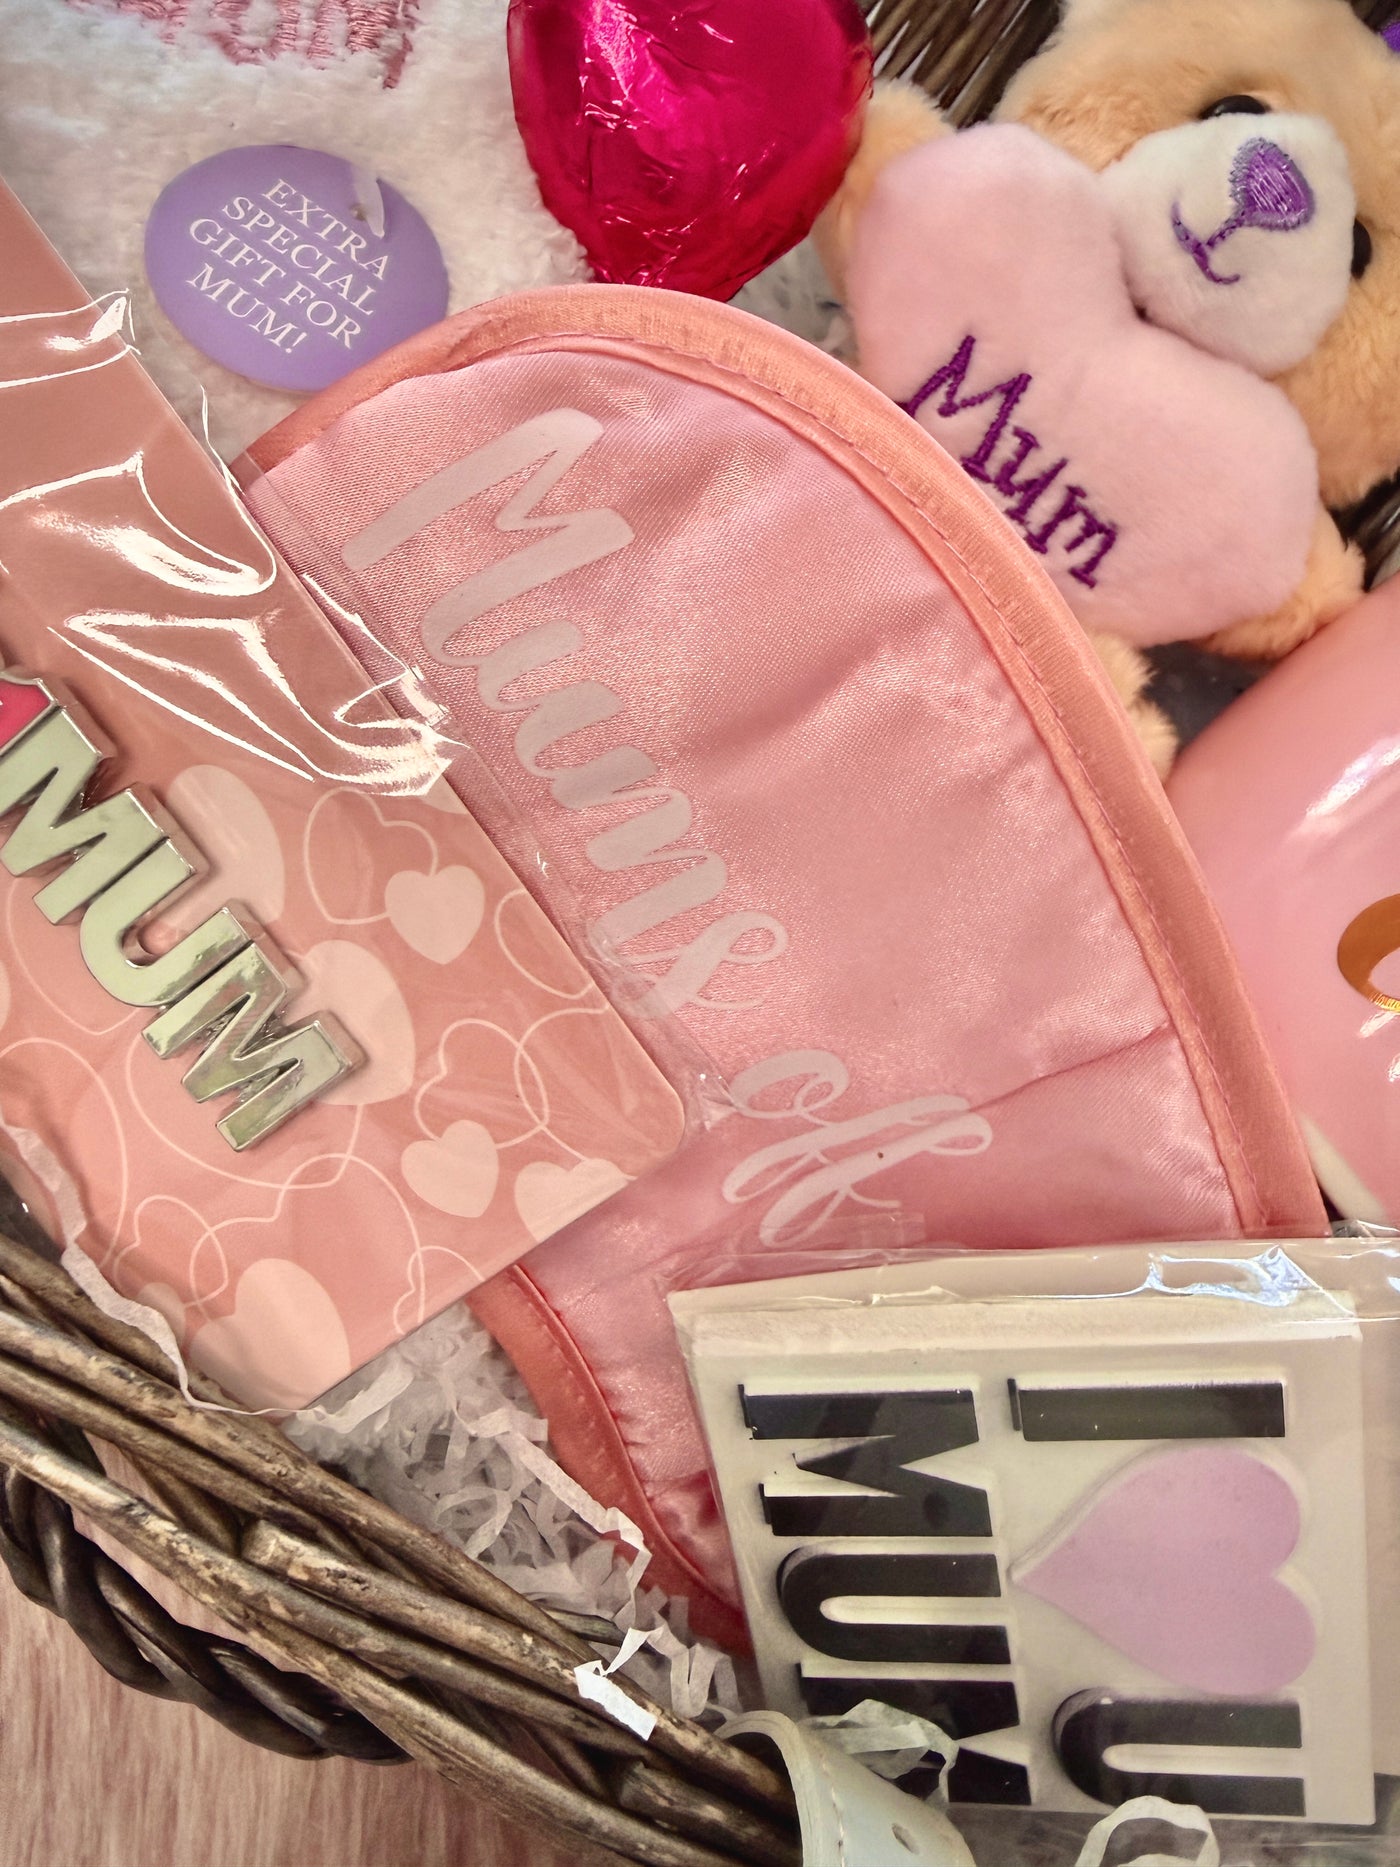 EXTRA
SPECIAL
GIFT FOR
MUM!
Mum
Mums
off
MUM
I ♥ U
MUM